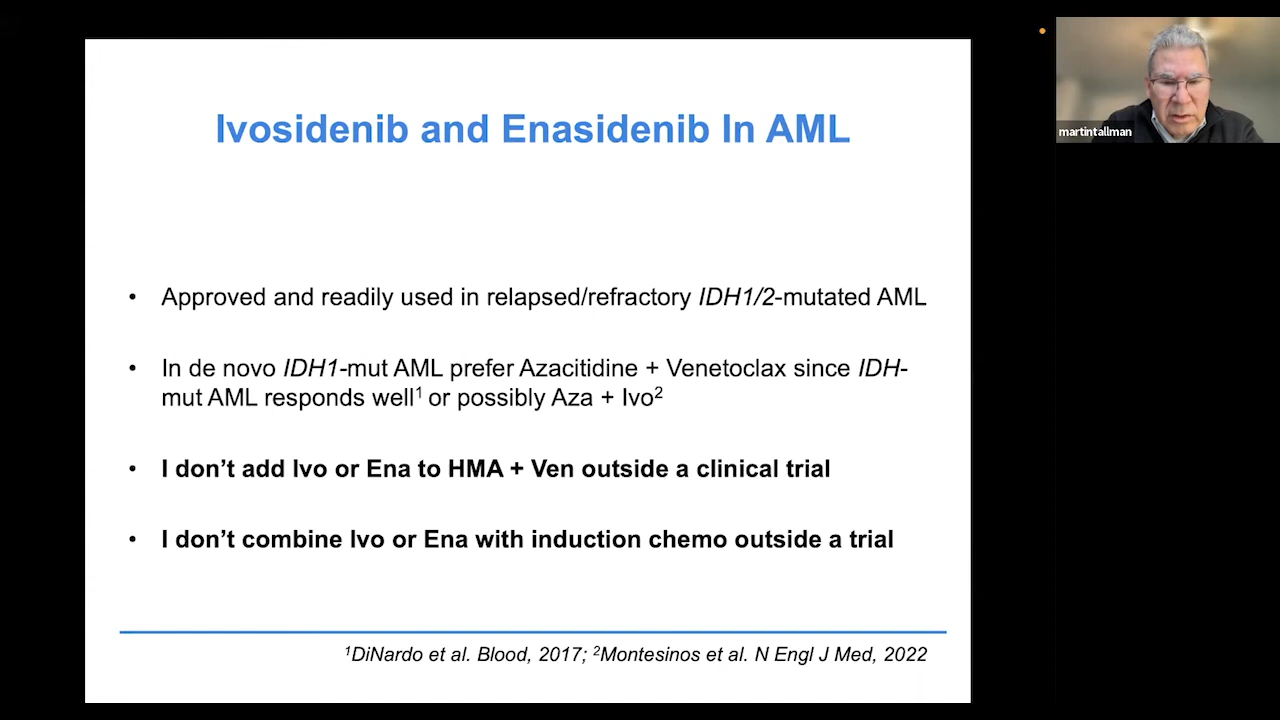 Ivosidenib and Enasidenib In AML
martintallman
• Approved and readily used in relapsed/refractory IDH1/2-mutated AML
• In de novo IDH1-mut AML prefer Azacitidine + Venetoclax since IDH-
mut AML responds well¹ or possibly Aza + Ivo²
• I don’t add Ivo or Ena to HMA + Ven outside a clinical trial
• I don’t combine Ivo or Ena with induction chemo outside a trial
¹DiNardo et al. Blood, 2017; ²Montesinos et al. N Engl J Med, 2022